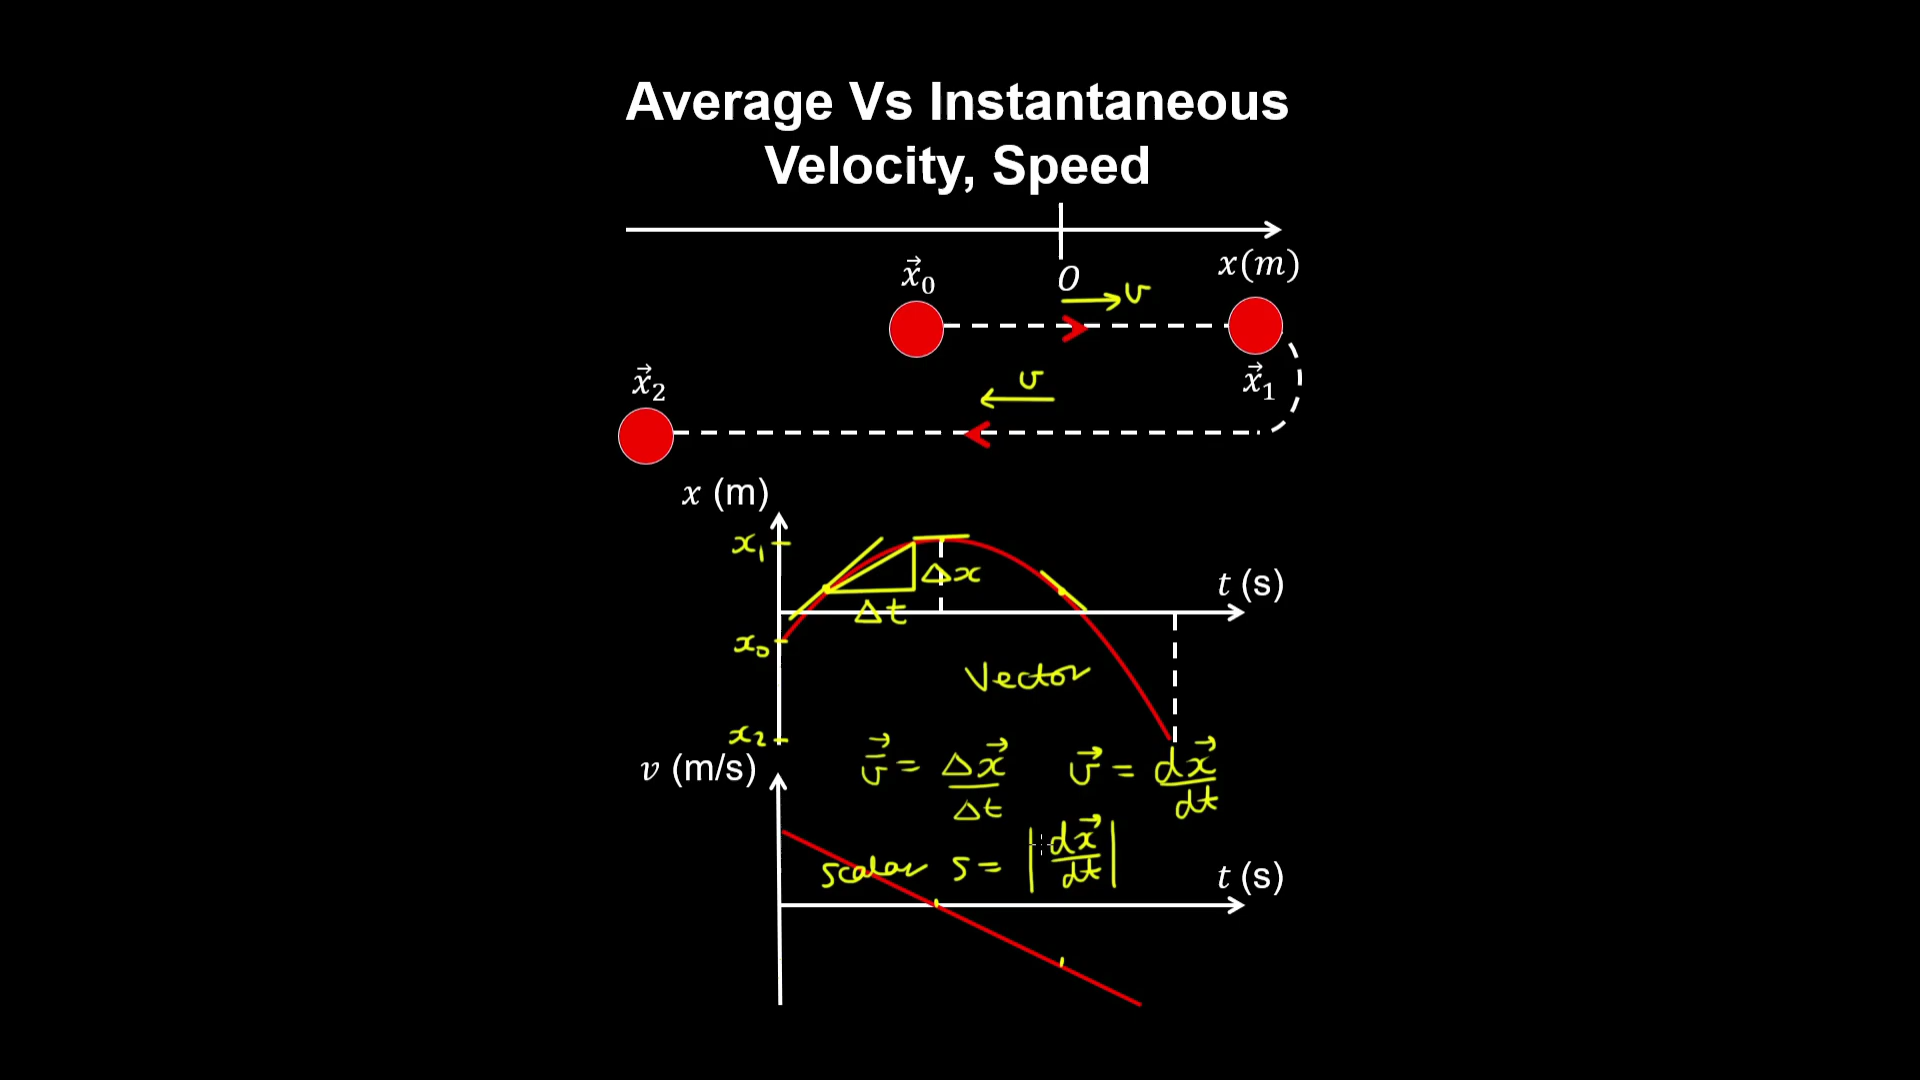 Average Vs Instantaneous
Velocity, Speed
x⃗₀
O
x(m)
v
x⃗₂
v
x⃗₁
x (m)
x₁
Δx
t (s)
Δt
x₀
Vector
x₂
v (m/s)
v̅⃗ = Δx⃗/Δt
v⃗ = dx⃗/dt
scalar s = |dx⃗/dt|
t (s)